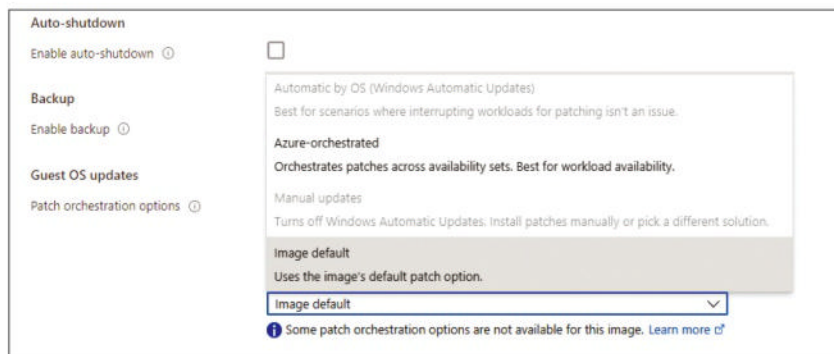 Auto-shutdown
Enable auto-shutdown
Automatic by OS (Windows Automatic Updates)
Best for scenarios where interrupting workloads for patching isn't an issue.
Backup
Enable backup
Azure-orchestrated
Orchestrates patches across availability sets. Best for workload availability.
Guest OS updates
Patch orchestration options
Manual updates
Turns off Windows Automatic Updates. Install patches manually or pick a different solution.
Image default
Uses the image's default patch option.
Image default
Some patch orchestration options are not available for this image. Learn more